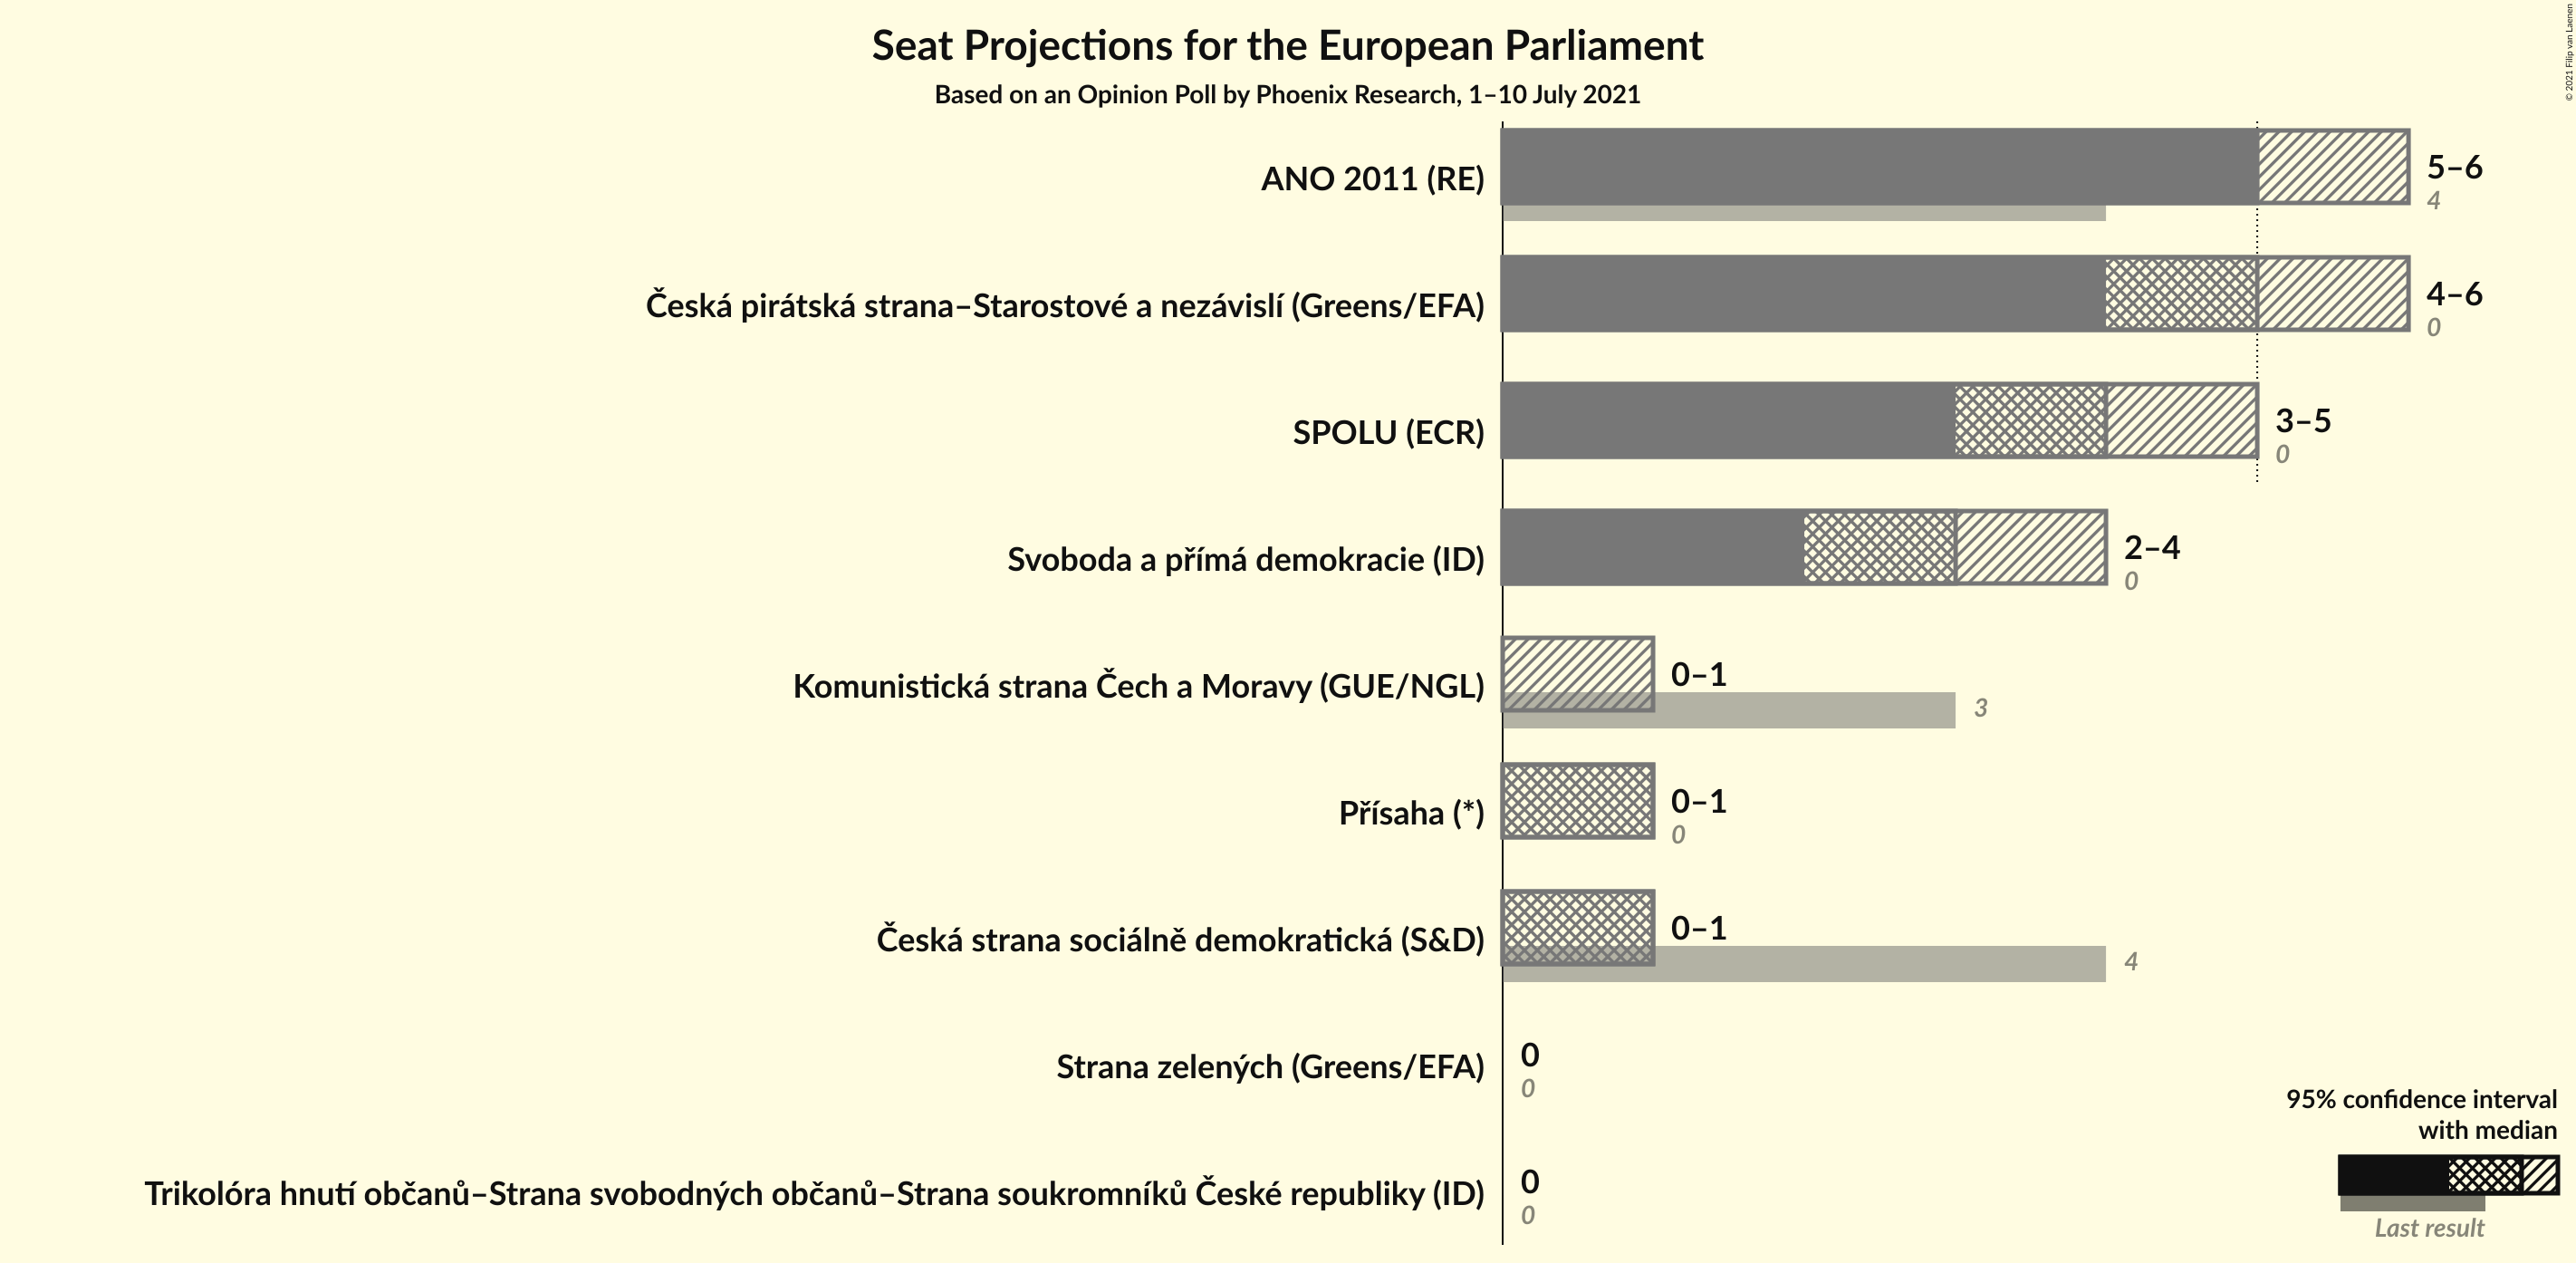 Seat Projections for the European Parliament
Based on an Opinion Poll by Phoenix Research, 1–10 July 2021
© 2021 Filip van Laenen
ANO 2011 (RE)
5–6
4
Česká pirátská strana–Starostové a nezávislí (Greens/EFA)
4–6
0
SPOLU (ECR)
3–5
0
Svoboda a přímá demokracie (ID)
2–4
0
Komunistická strana Čech a Moravy (GUE/NGL)
0–1
3
Přísaha (*)
0–1
0
Česká strana sociálně demokratická (S&D)
0–1
4
Strana zelených (Greens/EFA)
0
0
Trikolóra hnutí občanů–Strana svobodných občanů–Strana soukromníků České republiky (ID)
0
0
95% confidence interval
with median
Last result